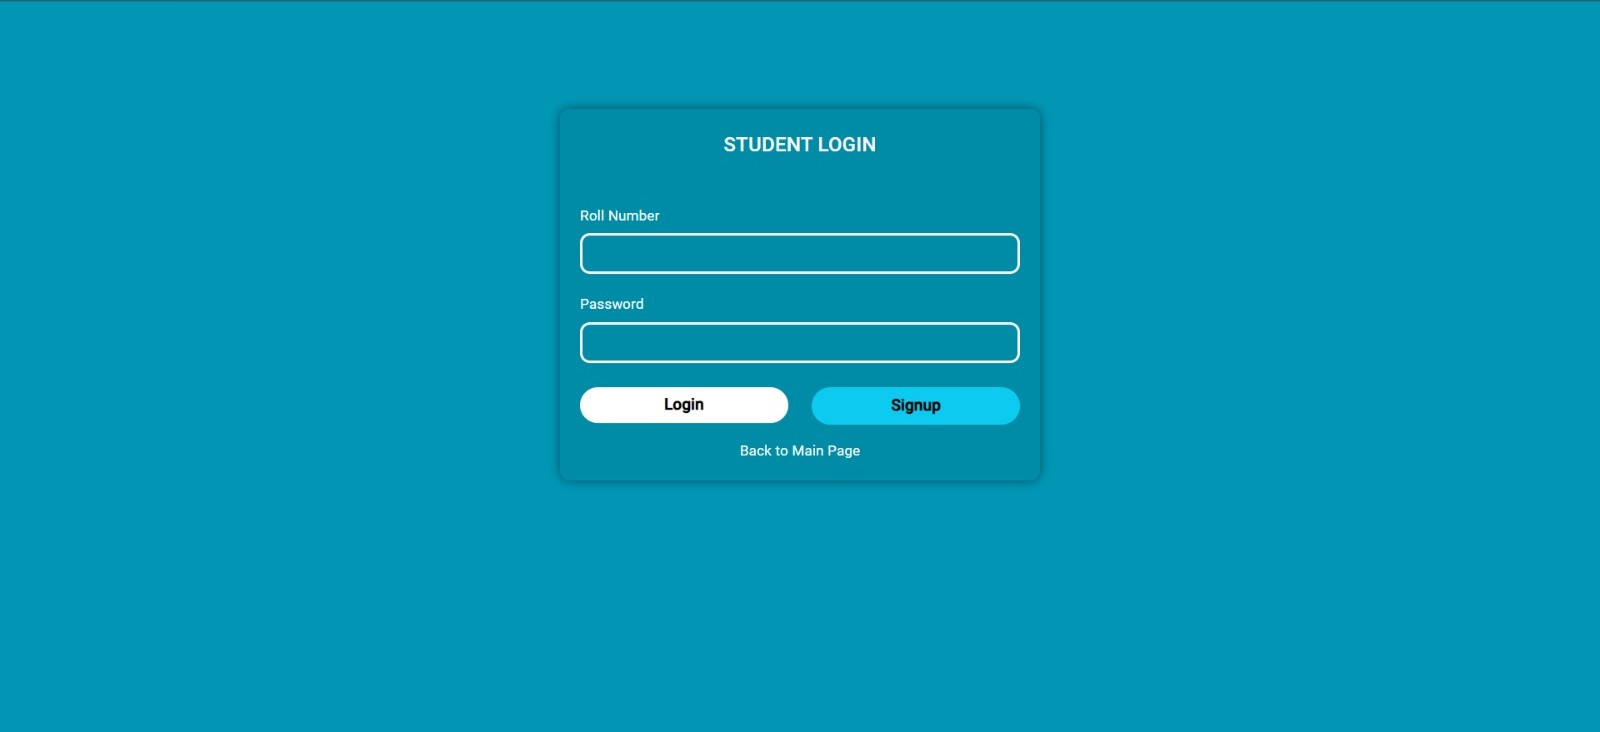 STUDENT LOGIN
Roll Number
Password
Login
Signup
Back to Main Page